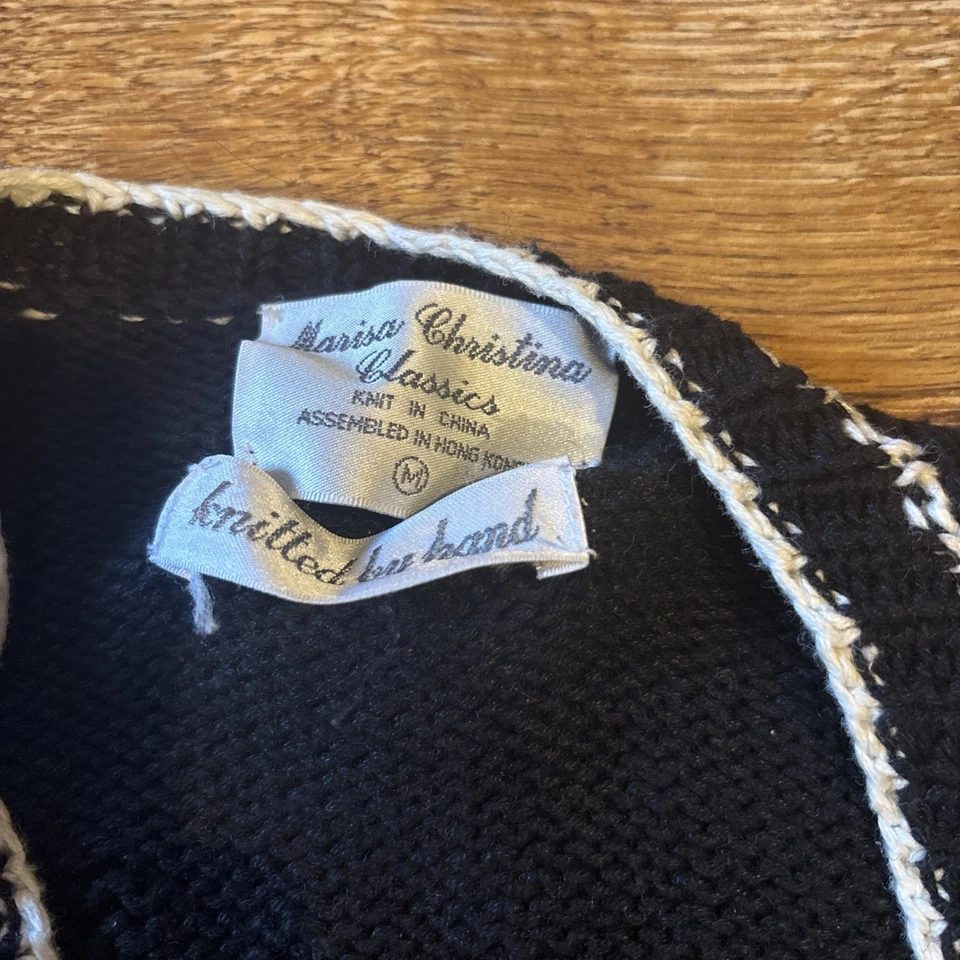 Marisa Christina
Classics
KNIT IN CHINA
ASSEMBLED IN HONG KONG
M
knitted by hand